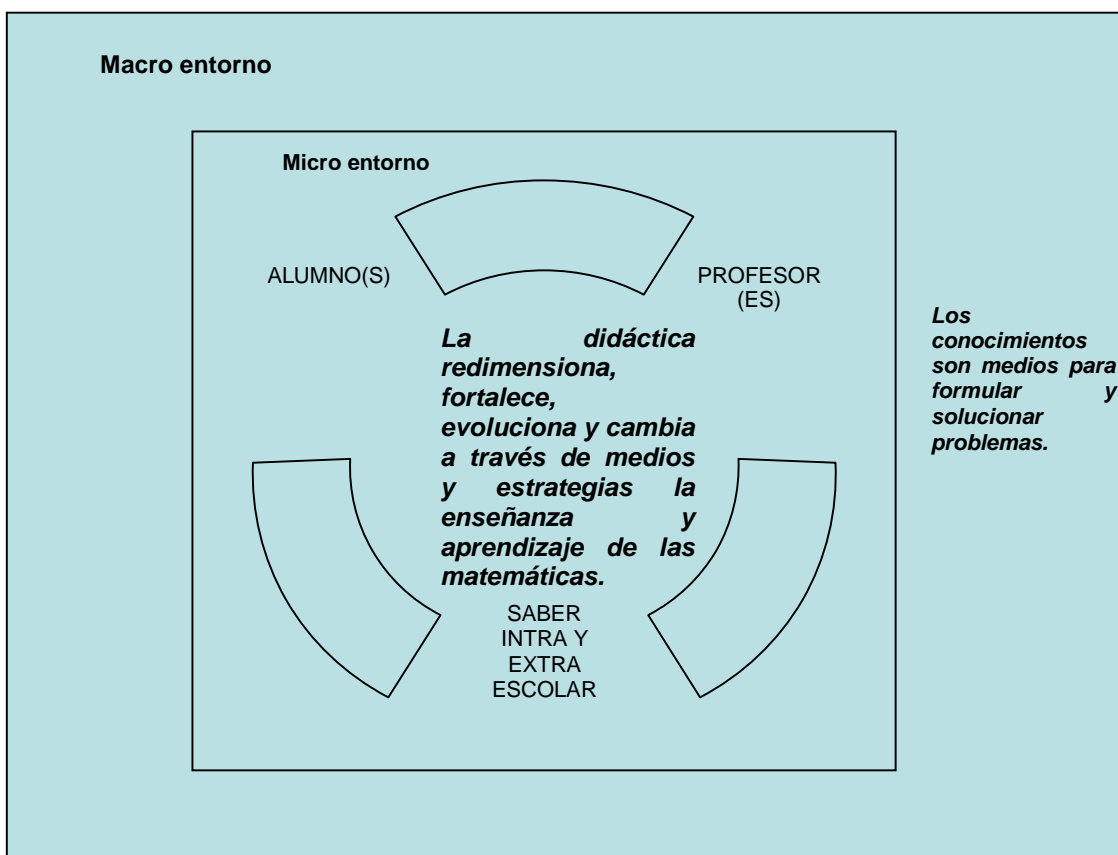 Macro entorno
Micro entorno
ALUMNO(S)
PROFESOR
(ES)
La didáctica
redimensiona,
fortalece,
evoluciona y cambia
a través de medios
y estrategias la
enseñanza y
aprendizaje de las
matemáticas.
SABER
INTRA Y
EXTRA
ESCOLAR
Los
conocimientos
son medios para
formular y
solucionar
problemas.